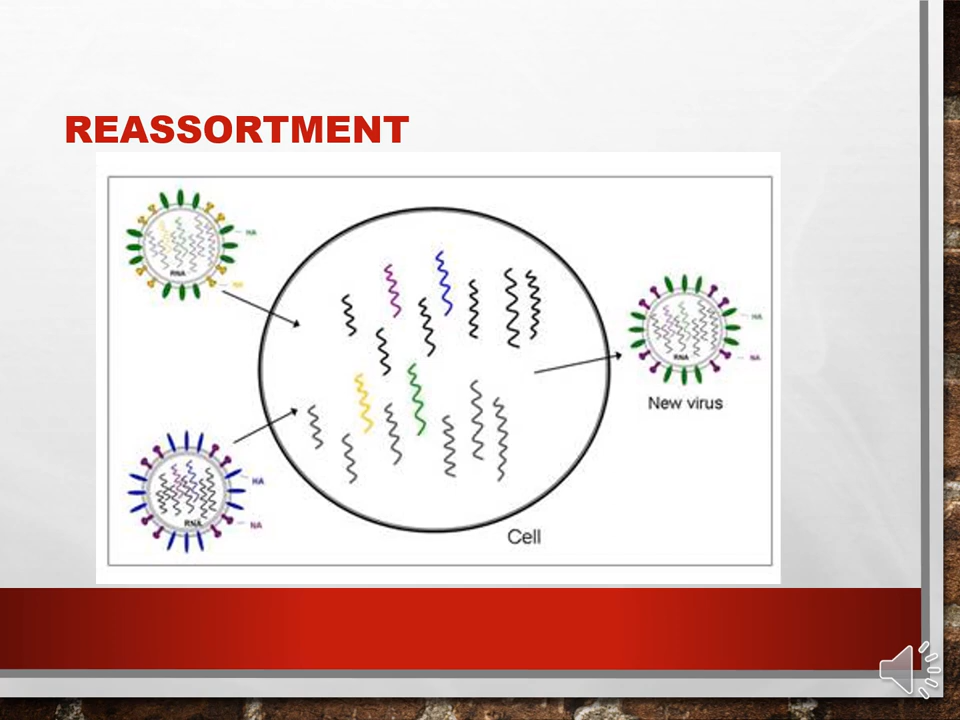 REASSORTMENT
HA
RNA
NA
HA
RNA
NA
HA
RNA
NA
New virus
Cell